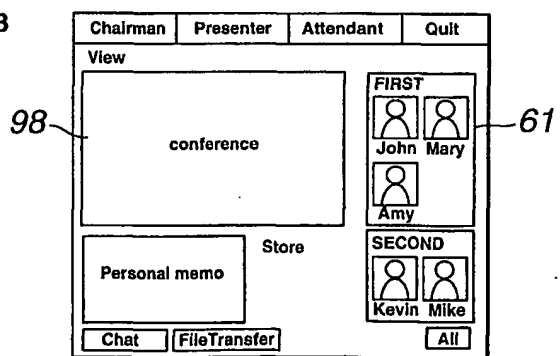 3
Chairman Presenter Attendant Quit
View
98
conference
FIRST
John Mary
Amy
61
Personal memo
Store
SECOND
Kevin Mike
Chat FileTransfer All